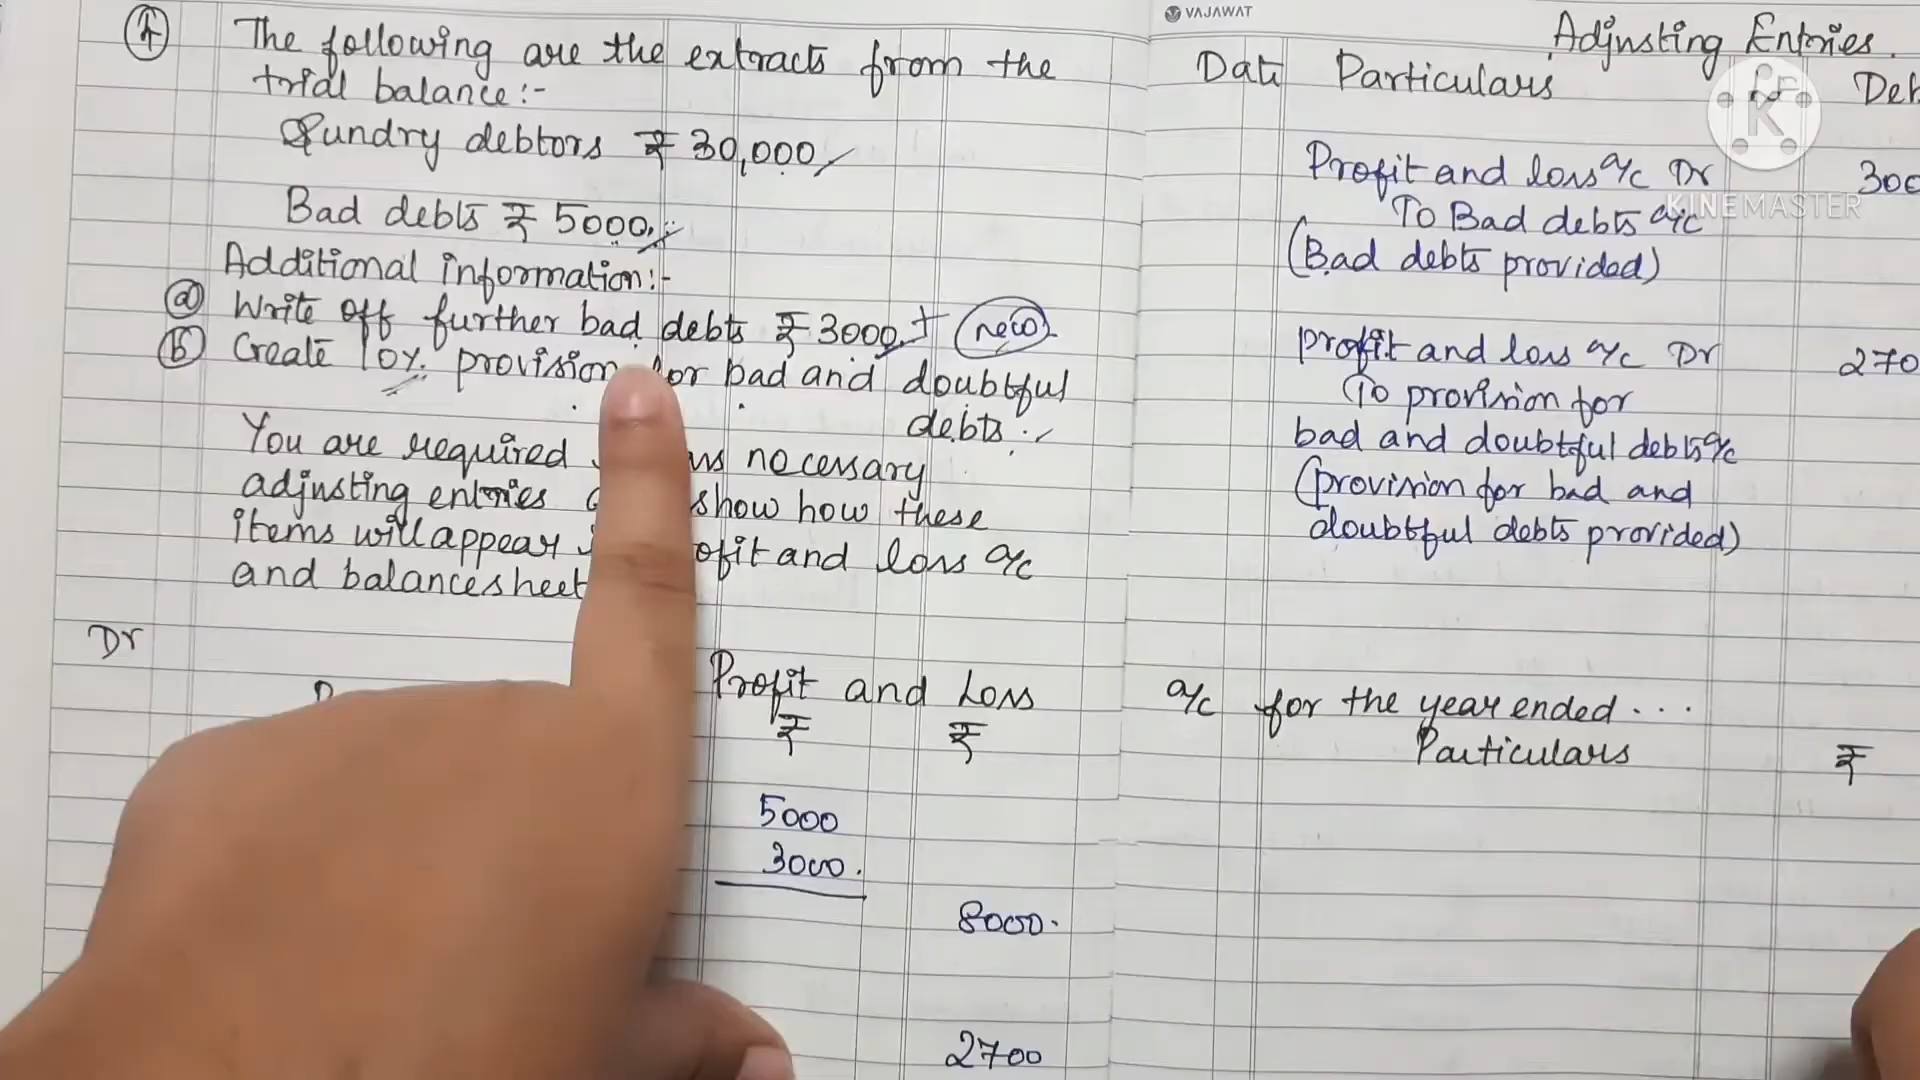 4
The following are the extracts from the
trial balance:-
Sundry debtors ₹ 30,000
Bad debts ₹ 5000
Additional information:-
(a) Write off further bad debts ₹ 3000 + (new)
(b) Create 10% provision for bad and doubtful
debts.
You are required necessary
adjusting entries show how these
items will appear and loss a/c
and balancesheet
Dr
Profit and Loss
₹ ₹
5000
3000.
8000.
2700
VAJAWAT
Adjusting Entries.
Date Particulars
Profit and loss a/c Dr
To Bad debts a/c
KINEMASTER
(Bad debts provided)
profit and loss a/c Dr
To provision for
bad and doubtful debts a/c
(provision for bad and
doubtful debts provided)
a/c for the year ended ...
Particulars ₹